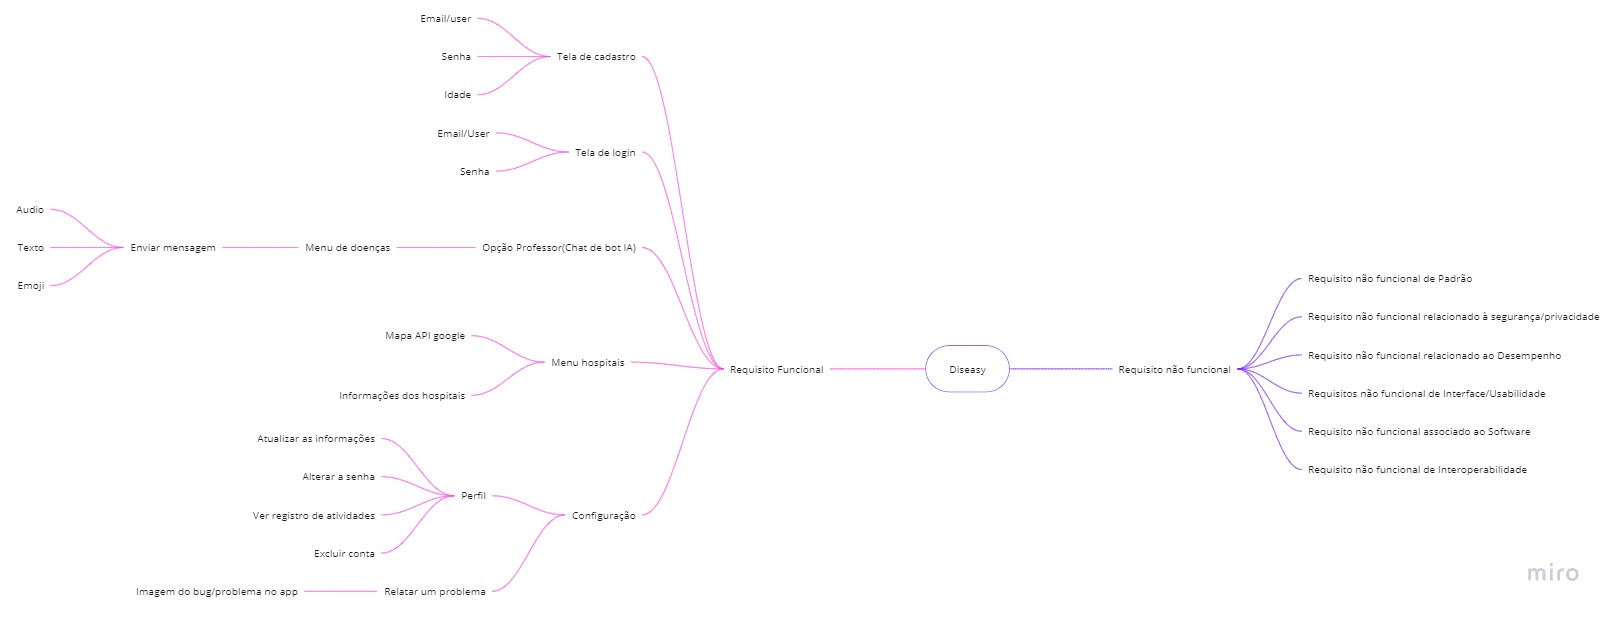 Email/user
Senha
Tela de cadastro
Idade
Email/User
Tela de login
Senha
Audio
Texto
Enviar mensagem
Menu de doenças
Opção Professor(Chat de bot IA)
Emoji
Mapa API google
Menu hospitais
Informações dos hospitais
Atualizar as informações
Alterar a senha
Perfil
Ver registro de atividades
Configuração
Excluir conta
Imagem do bug/problema no app
Relatar um problema
Requisito Funcional
Diseasy
Requisito não funcional
Requisito não funcional de Padrão
Requisito não funcional relacionado à segurança/privacidade
Requisito não funcional relacionado ao Desempenho
Requisitos não funcional de Interface/Usabilidade
Requisito não funcional associado ao Software
Requisito não funcional de Interoperabilidade
miro